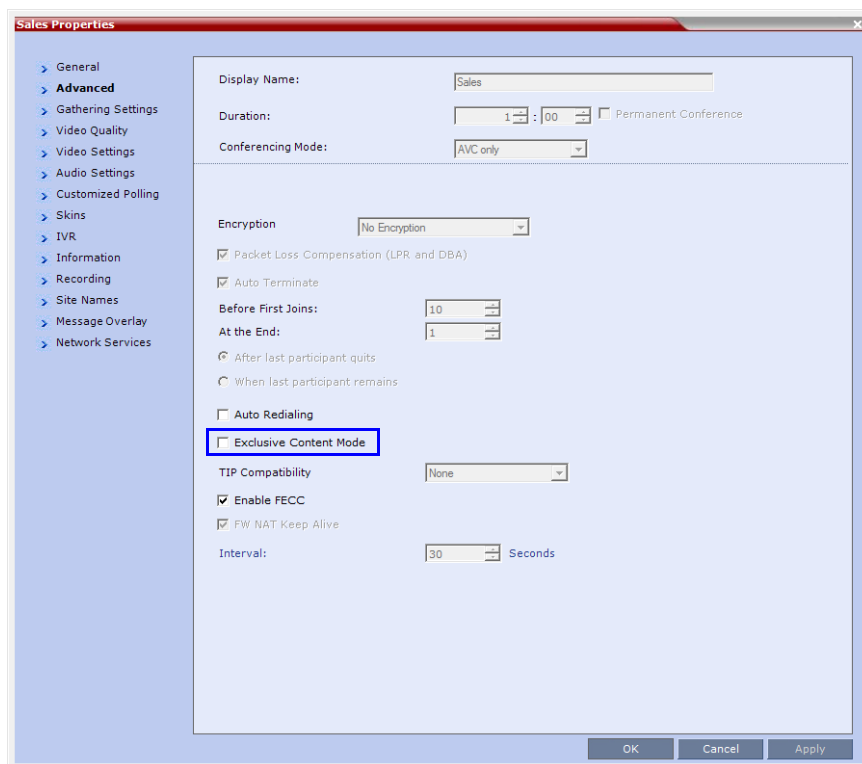 Sales Properties
General
Advanced
Gathering Settings
Video Quality
Video Settings
Audio Settings
Customized Polling
Skins
IVR
Information
Recording
Site Names
Message Overlay
Network Services
Display Name: Sales
Duration: 1 : 00 Permanent Conference
Conferencing Mode: AVC only
Encryption No Encryption
Packet Loss Compensation (LPR and DBA)
Auto Terminate
Before First Joins: 10
At the End: 1
After last participant quits
When last participant remains
Auto Redialing
Exclusive Content Mode
TIP Compatibility None
Enable FECC
FW NAT Keep Alive
Interval: 30 Seconds
OK Cancel Apply